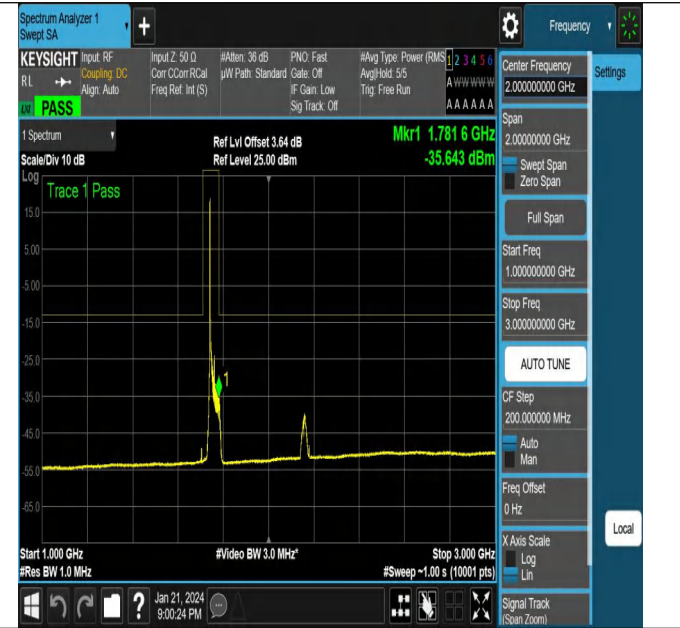 Spectrum Analyzer 1
Swept SA
+
Frequency
KEYSIGHT
RL
LXI
PASS
Input: RF
Coupling: DC
Align: Auto
Input Z: 50 Ω
Corr CCorr RCal
Freq Ref: Int (S)
#Atten: 36 dB
µW Path: Standard
PNO: Fast
Gate: Off
IF Gain: Low
Sig Track: Off
#Avg Type: Power (RMS
Avg|Hold: 5/5
Trig: Free Run
1 2 3 4 5 6
A W W W W W
A A A A A A
1 Spectrum
Scale/Div 10 dB
Ref Lvl Offset 3.64 dB
Ref Level 25.00 dBm
Mkr1 1.781 6 GHz
-35.643 dBm
Log
Trace 1 Pass
15.0
5.00
-5.00
-15.0
-25.0
-35.0
-45.0
-55.0
-65.0
1
Start 1.000 GHz
#Video BW 3.0 MHz*
Stop 3.000 GHz
#Res BW 1.0 MHz
#Sweep ~1.00 s (10001 pts)
Center Frequency
2.000000000 GHz
Settings
Span
2.00000000 GHz
Swept Span
Zero Span
Full Span
Start Freq
1.000000000 GHz
Stop Freq
3.000000000 GHz
AUTO TUNE
CF Step
200.000000 MHz
Auto
Man
Freq Offset
0 Hz
X Axis Scale
Log
Lin
Local
Signal Track
(Span Zoom)
?
Jan 21, 2024
9:00:24 PM